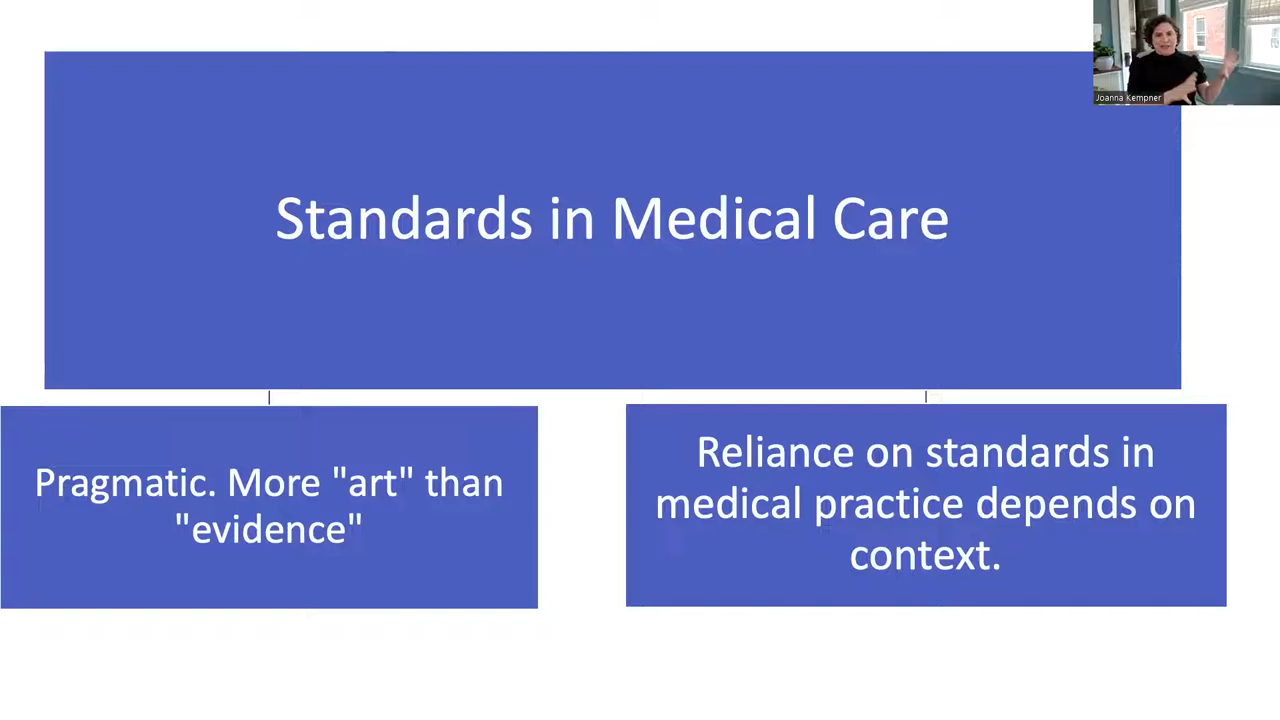 Joanna Kempner
Standards in Medical Care
Pragmatic. More "art" than
"evidence"
Reliance on standards in
medical practice depends on
context.